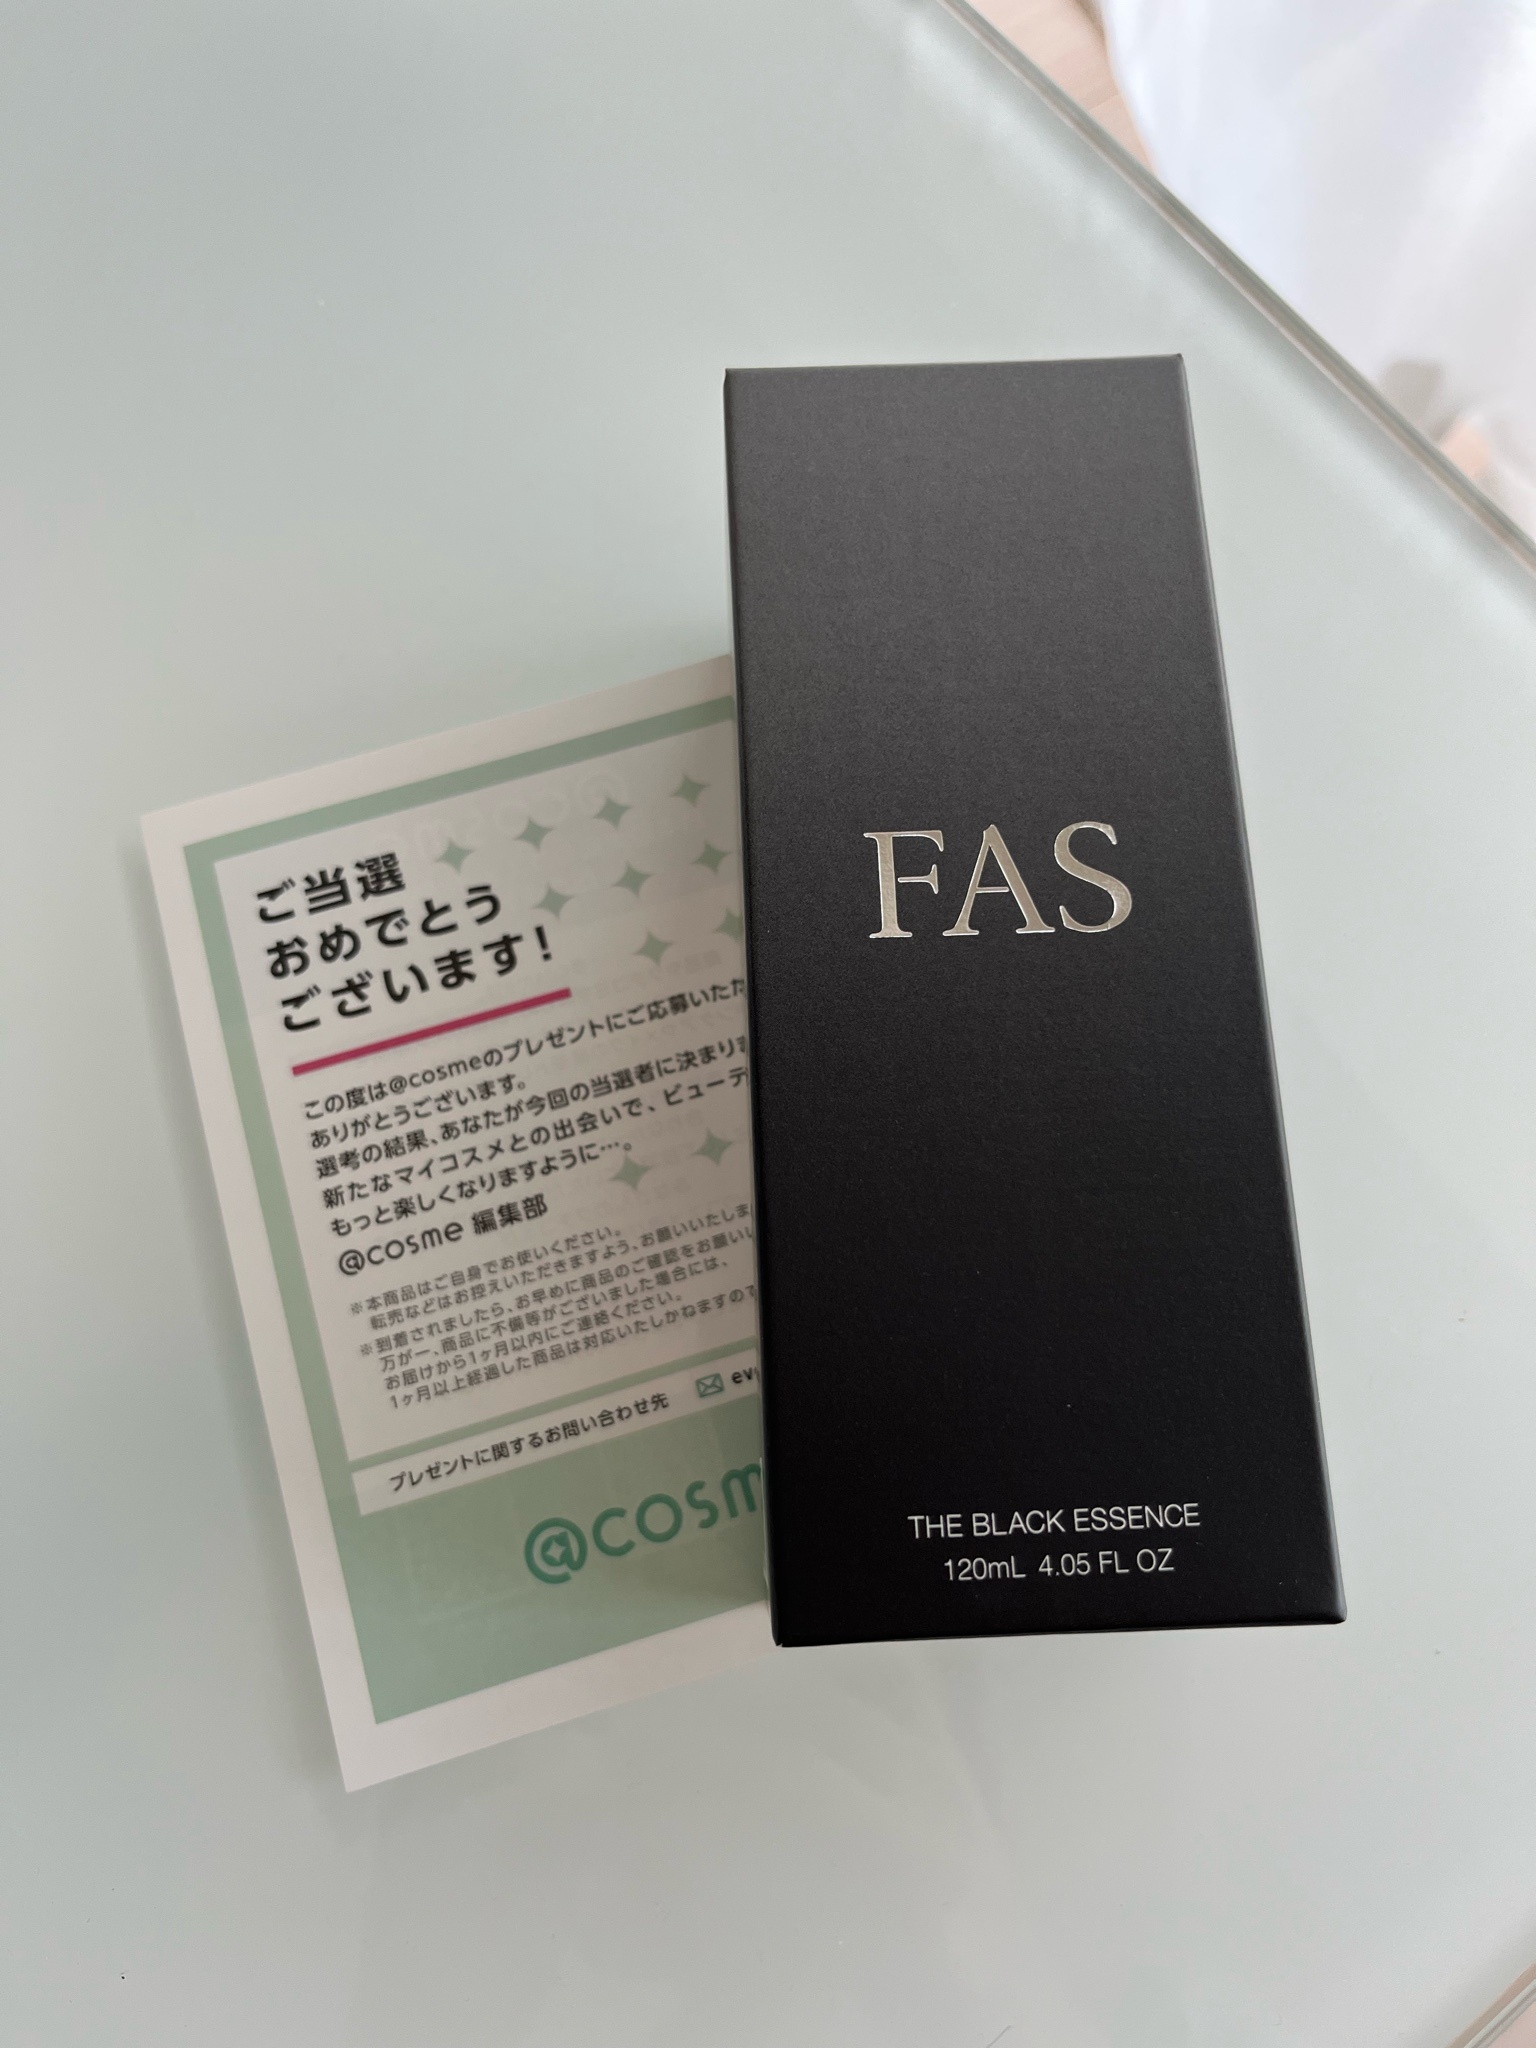 ご当選
おめでとう
ございます!
この度は@cosmeのプレゼントにご応募いただ
ありがとうございます。
選考の結果、あなたが今回の当選者に決まりま
新たなマイコスメとの出会いで、ビューテ
もっと楽しくなりますように…。
@cosme 編集部
※本商品はご自身でお使いください。
転売などはお控えいただきますよう、お願いいたしま
※到着されましたら、お早めに商品のご確認をお願いい
万が一、商品に不備等がございました場合には、
お届けから1ヶ月以内にご連絡ください。
1ヶ月以上経過した商品は対応いたしかねますので
プレゼントに関するお問い合わせ先
@cosm
FAS
THE BLACK ESSENCE
120mL 4.05 FL OZ